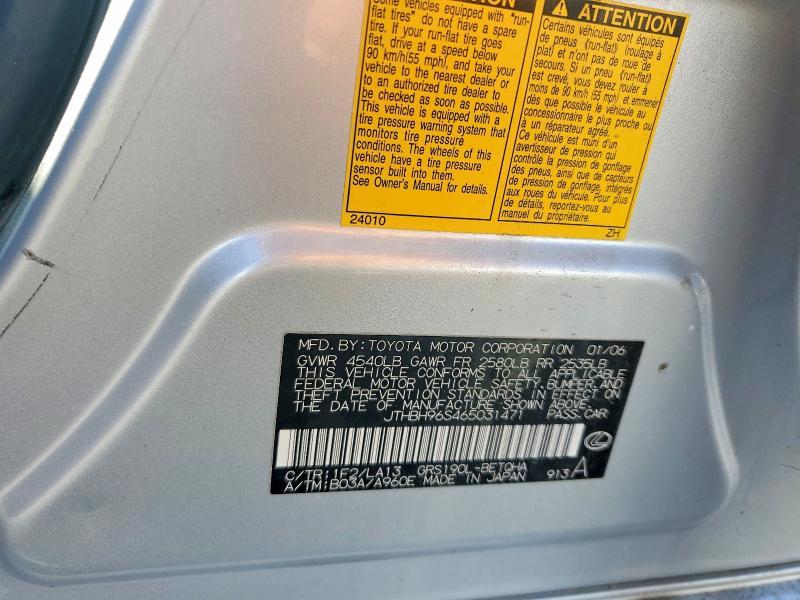 ATTENTION
Some vehicles equipped with "run-
flat tires" do not have a spare
tire. If your run-flat tire goes
flat, drive at a speed below
90 km/h(55 mph), and take your
vehicle to the nearest dealer or
to an authorized tire dealer to
be checked as soon as possible.
This vehicle is equipped with a
tire pressure warning system that
monitors tire pressure
conditions. The wheels of this
vehicle have a tire pressure
sensor built into them.
See Owner's Manual for details.
24010
ATTENTION
Certains véhicules sont équipés
de pneus (run-flat) (roulage à
plat) et n'ont pas de roue de
secours. Si un pneu (run-flat)
est crevé, vous devez rouler à
moins de 90 km/h (55 mph) et emmener
dès que possible le véhicule au
concessionnaire le plus proche ou
à un réparateur agréé.
Ce véhicule est muni d'un
avertisseur de pression qui
contrôle la pression de gonflage
des pneus, ainsi que de capteurs
de pression de gonflage, intégrés
aux roues du véhicule. Pour plus
de détails, reportez-vous au
manuel du propriétaire.
ZH
MFD. BY: TOYOTA MOTOR CORPORATION 01/06
GVWR 4540LB GAWR FR 2580LB RR 2535LB
THIS VEHICLE CONFORMS TO ALL APPLICABLE
FEDERAL MOTOR VEHICLE SAFETY, BUMPER, AND
THEFT PREVENTION STANDARDS IN EFFECT ON
THE DATE OF MANUFACTURE SHOWN ABOVE.
JTHBH96S465031471 PASS.CAR
C/TR:1F2/LA13 GRS190L-BETQHA
A/TM:B03A/A960E MADE IN JAPAN 913 A